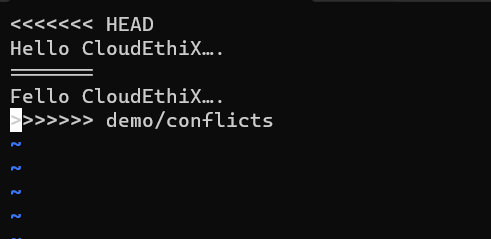 <<<<<<< HEAD
Hello CloudEthiX….
=======
Fello CloudEthiX….
>>>>>>> demo/conflicts
~
~
~
~
~